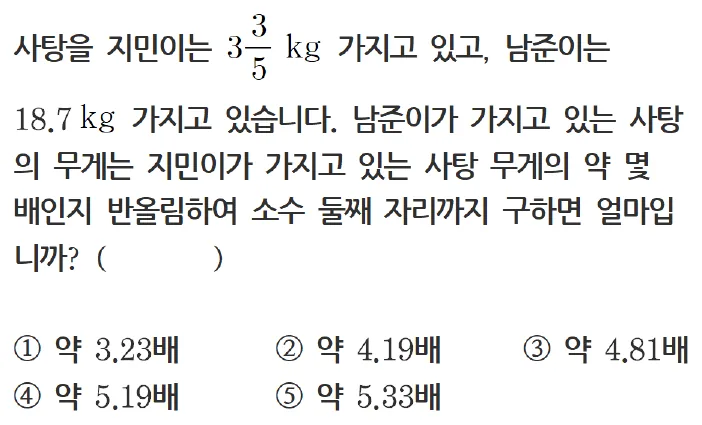 사탕을 지민이는 3 3/5 kg 가지고 있고, 남준이는
18.7 kg 가지고 있습니다. 남준이가 가지고 있는 사탕
의 무게는 지민이가 가지고 있는 사탕 무게의 약 몇
배인지 반올림하여 소수 둘째 자리까지 구하면 얼마입
니까? (        )
① 약 3.23배 ② 약 4.19배 ③ 약 4.81배
④ 약 5.19배 ⑤ 약 5.33배